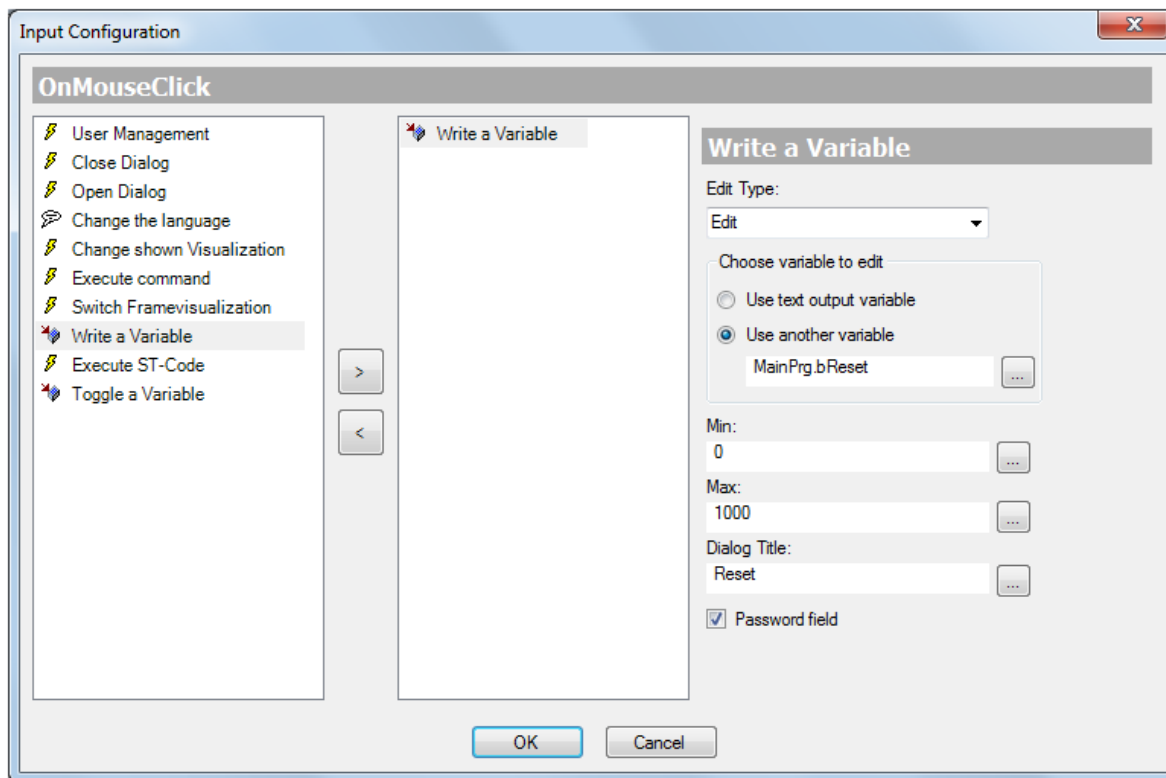 Input Configuration
OnMouseClick
User Management
Close Dialog
Open Dialog
Change the language
Change shown Visualization
Execute command
Switch Framevisualization
Write a Variable
Execute ST-Code
Toggle a Variable
>
<
Write a Variable
Write a Variable
Edit Type:
Edit
Choose variable to edit
Use text output variable
Use another variable
MainPrg.bReset
...
Min:
0
...
Max:
1000
...
Dialog Title:
Reset
...
Password field
OK
Cancel